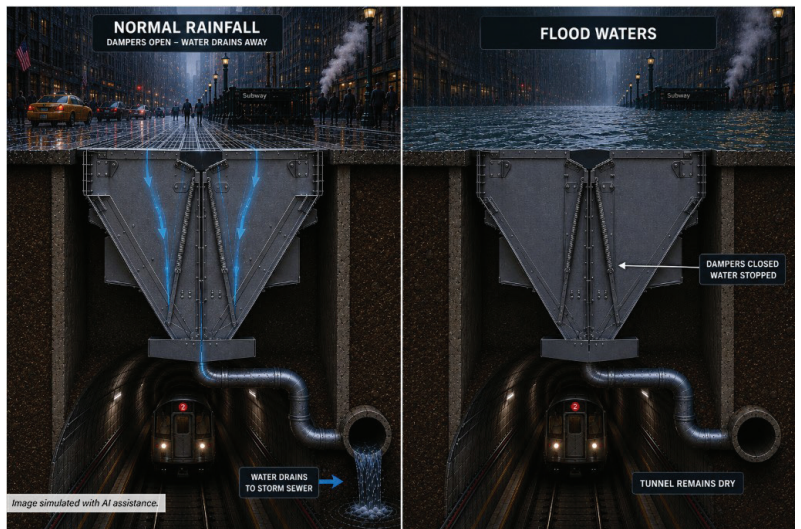 NORMAL RAINFALL
DAMPERS OPEN – WATER DRAINS AWAY
Subway
2
WATER DRAINS
TO STORM SEWER
Image simulated with AI assistance.
FLOOD WATERS
Subway
DAMPERS CLOSED
WATER STOPPED
2
TUNNEL REMAINS DRY